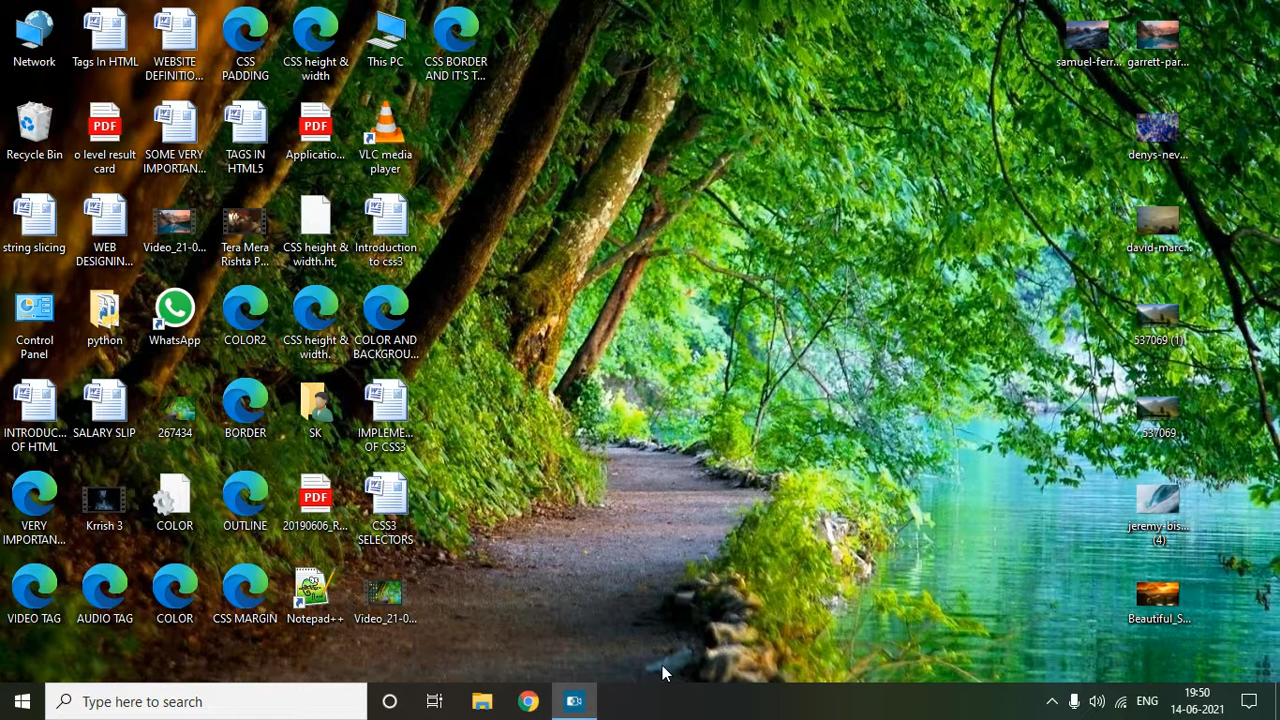 Network
Tags In HTML
WEBSITE
DEFINITIO...
CSS
PADDING
CSS height &
width
This PC
CSS BORDER
AND IT'S T...
samuel-ferr...
garrett-par...
Recycle Bin
PDF
o level result
card
SOME VERY
IMPORTAN...
TAGS IN
HTML5
PDF
Applicatio...
VLC media
player
denys-nev...
string slicing
WEB
DESIGNIN...
Video_21-0...
Tera Mera
Rishta P...
CSS height &
width.ht,
Introduction
to css3
david-marc...
Control
Panel
python
WhatsApp
COLOR2
CSS height &
width.
COLOR AND
BACKGROU...
537069 (1)
INTRODUC...
OF HTML
SALARY SLIP
267434
BORDER
SK
IMPLEME...
OF CSS3
537069
VERY
IMPORTAN...
Krrish 3
COLOR
OUTLINE
PDF
20190606_R...
CSS3
SELECTORS
jeremy-bis...
(4)
VIDEO TAG
AUDIO TAG
COLOR
CSS MARGIN
Notepad++
Video_21-0...
Beautiful_S...
Type here to search
ENG
19:50
14-06-2021